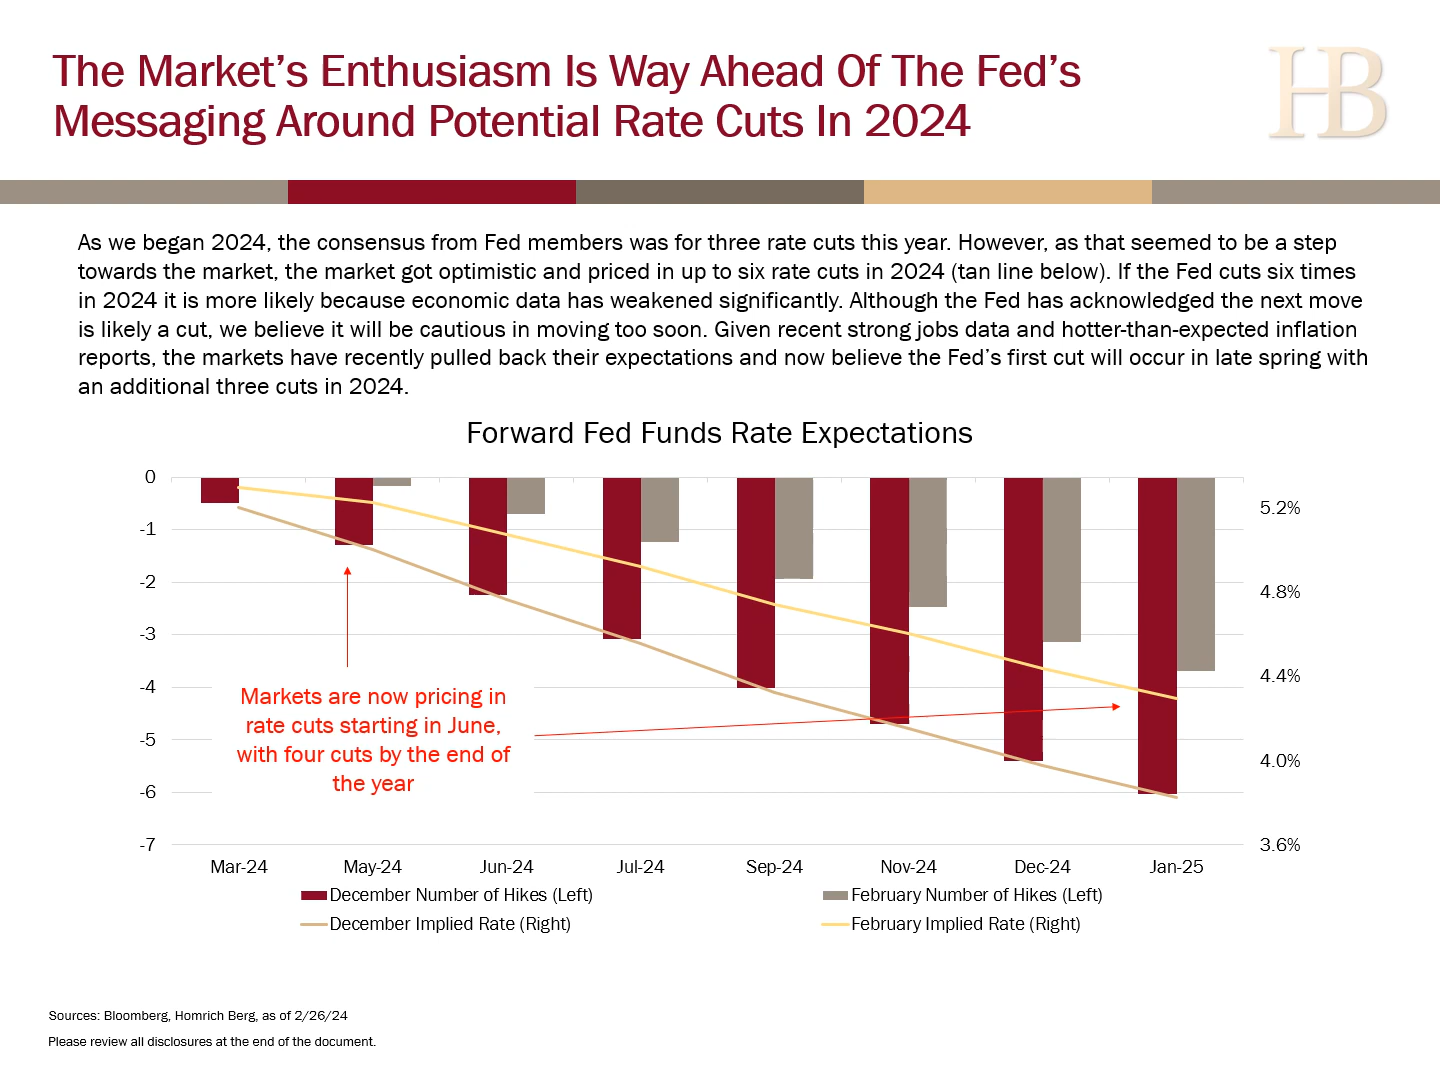 The Market’s Enthusiasm Is Way Ahead Of The Fed’s
Messaging Around Potential Rate Cuts In 2024
HB
As we began 2024, the consensus from Fed members was for three rate cuts this year. However, as that seemed to be a step
towards the market, the market got optimistic and priced in up to six rate cuts in 2024 (tan line below). If the Fed cuts six times
in 2024 it is more likely because economic data has weakened significantly. Although the Fed has acknowledged the next move
is likely a cut, we believe it will be cautious in moving too soon. Given recent strong jobs data and hotter-than-expected inflation
reports, the markets have recently pulled back their expectations and now believe the Fed’s first cut will occur in late spring with
an additional three cuts in 2024.
Forward Fed Funds Rate Expectations
0
-1
-2
-3
-4
-5
-6
-7
5.2%
4.8%
4.4%
4.0%
3.6%
Markets are now pricing in
rate cuts starting in June,
with four cuts by the end of
the year
Mar-24 May-24 Jun-24 Jul-24 Sep-24 Nov-24 Dec-24 Jan-25
December Number of Hikes (Left) February Number of Hikes (Left)
December Implied Rate (Right) February Implied Rate (Right)
Sources: Bloomberg, Homrich Berg, as of 2/26/24
Please review all disclosures at the end of the document.